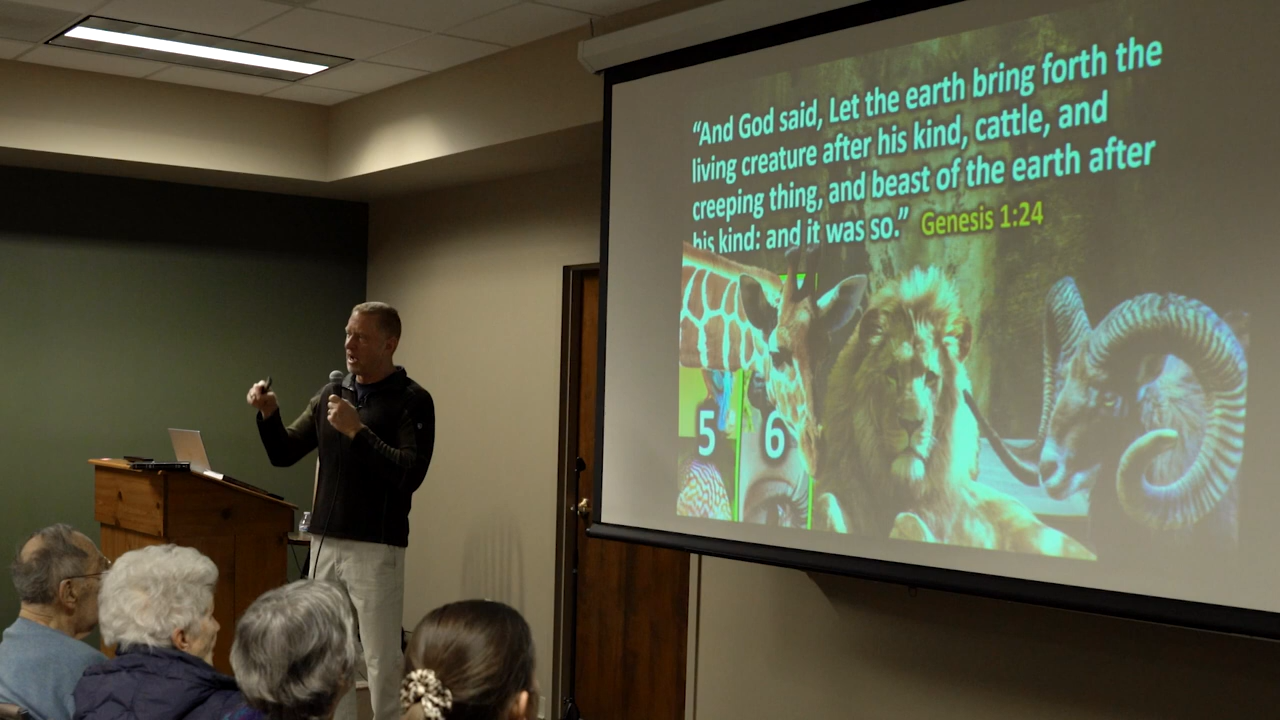 “And God said, Let the earth bring forth the
living creature after his kind, cattle, and
creeping thing, and beast of the earth after
his kind: and it was so.” Genesis 1:24
5 6